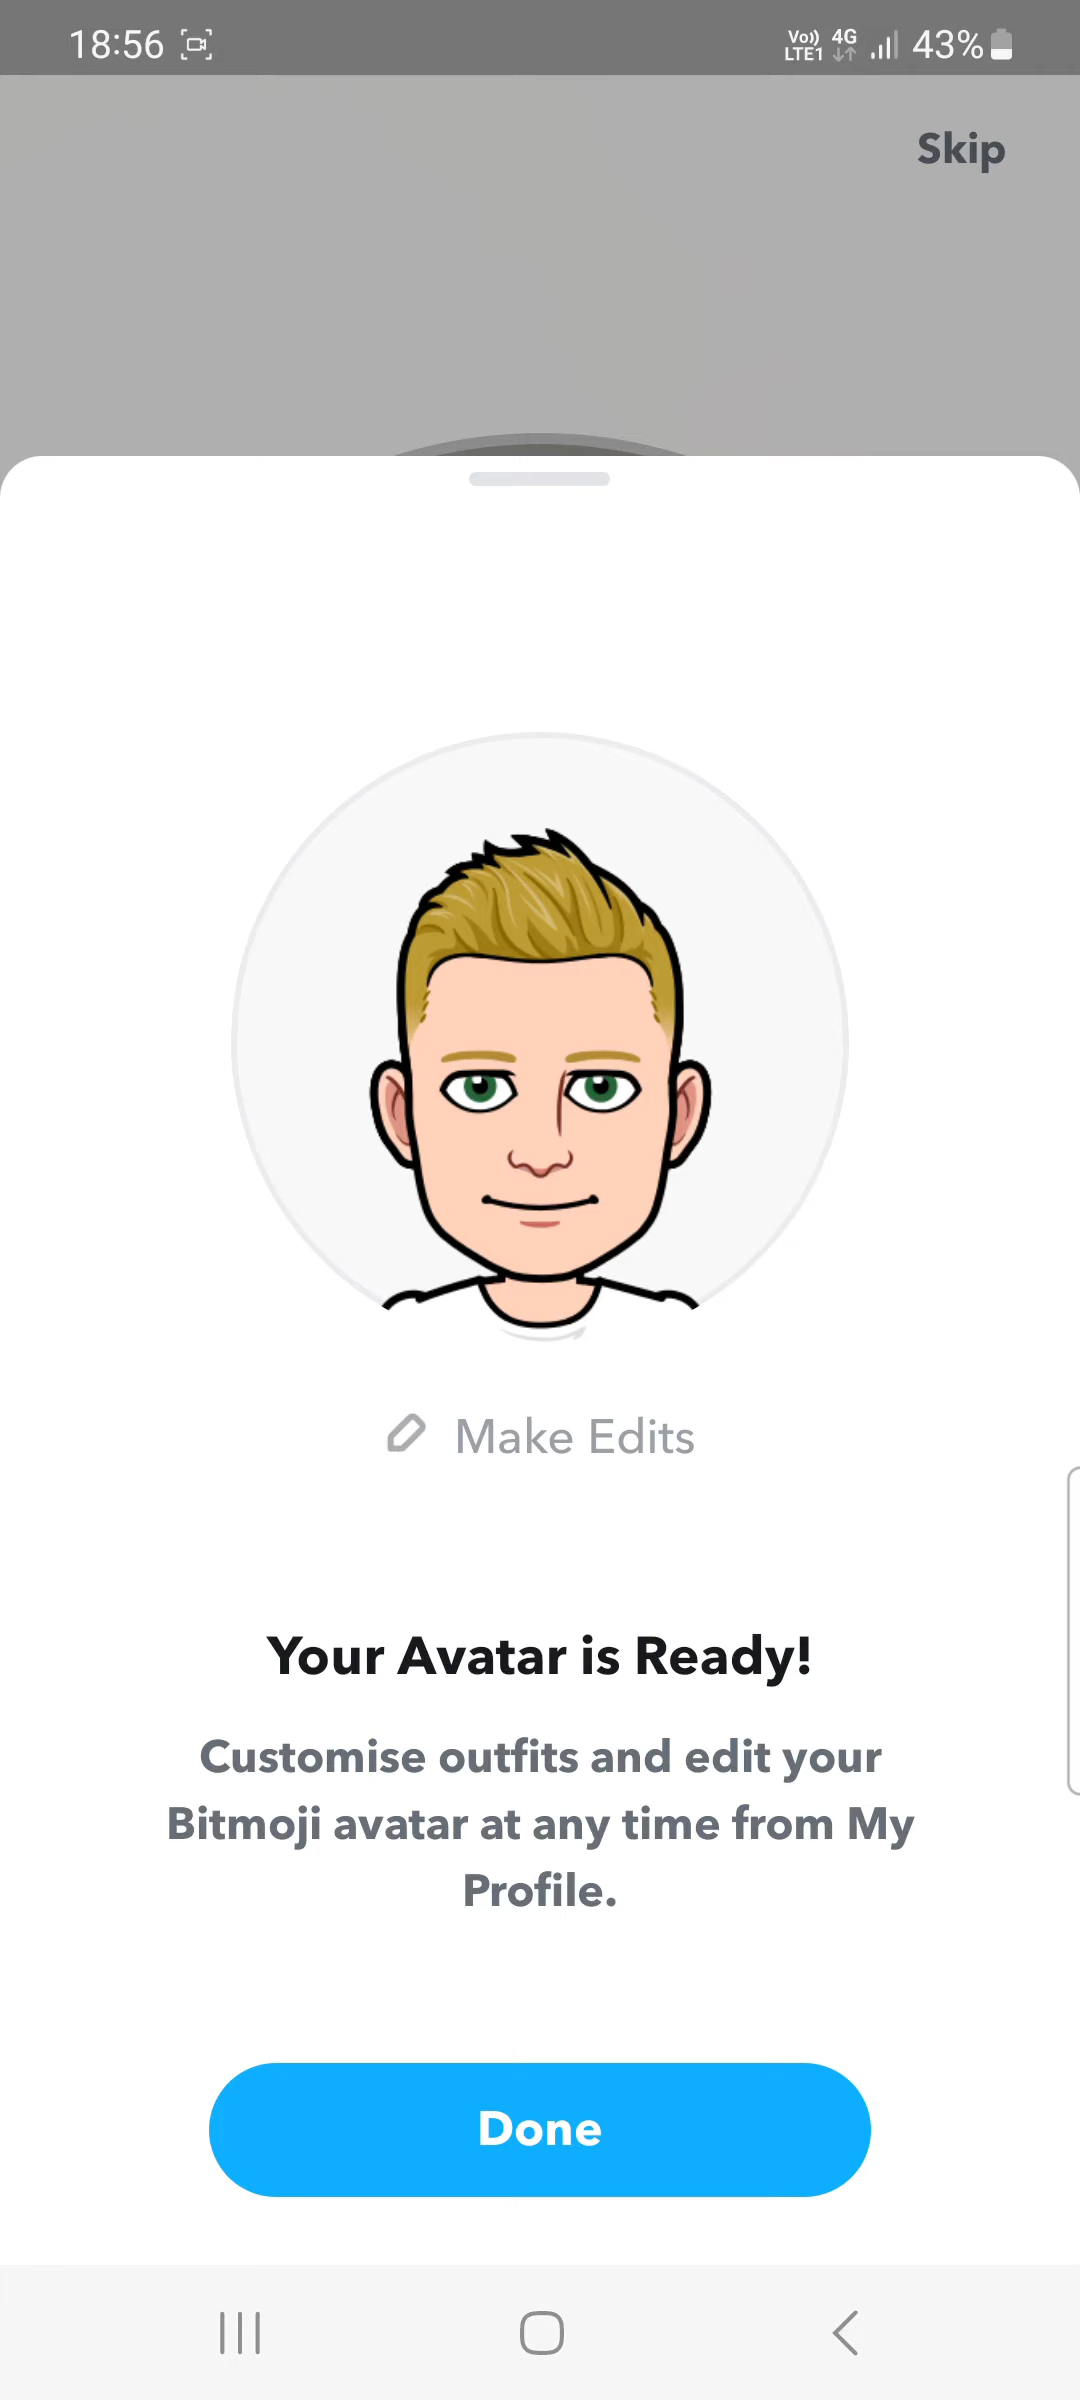 18:56
Vo)) LTE1 4G 43%
Skip
Make Edits
Your Avatar is Ready!
Customise outfits and edit your
Bitmoji avatar at any time from My
Profile.
Done